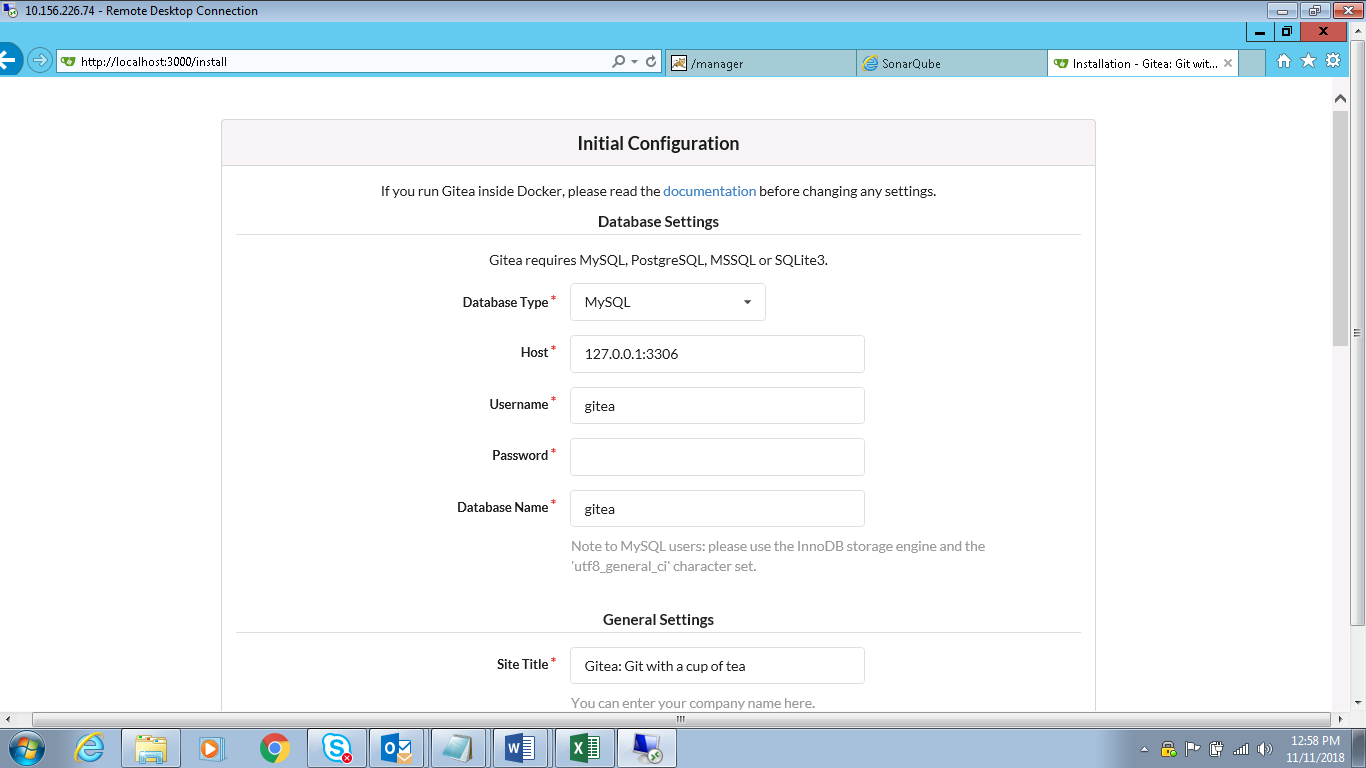 10.156.226.74 - Remote Desktop Connection
http://localhost:3000/install
/manager
SonarQube
Installation - Gitea: Git wit...
Initial Configuration
If you run Gitea inside Docker, please read the documentation before changing any settings.
Database Settings
Gitea requires MySQL, PostgreSQL, MSSQL or SQLite3.
Database Type*
MySQL
Host*
127.0.0.1:3306
Username*
gitea
Password*
Database Name*
gitea
Note to MySQL users: please use the InnoDB storage engine and the
'utf8_general_ci' character set.
General Settings
Site Title*
Gitea: Git with a cup of tea
You can enter your company name here.
12:58 PM
11/11/2018